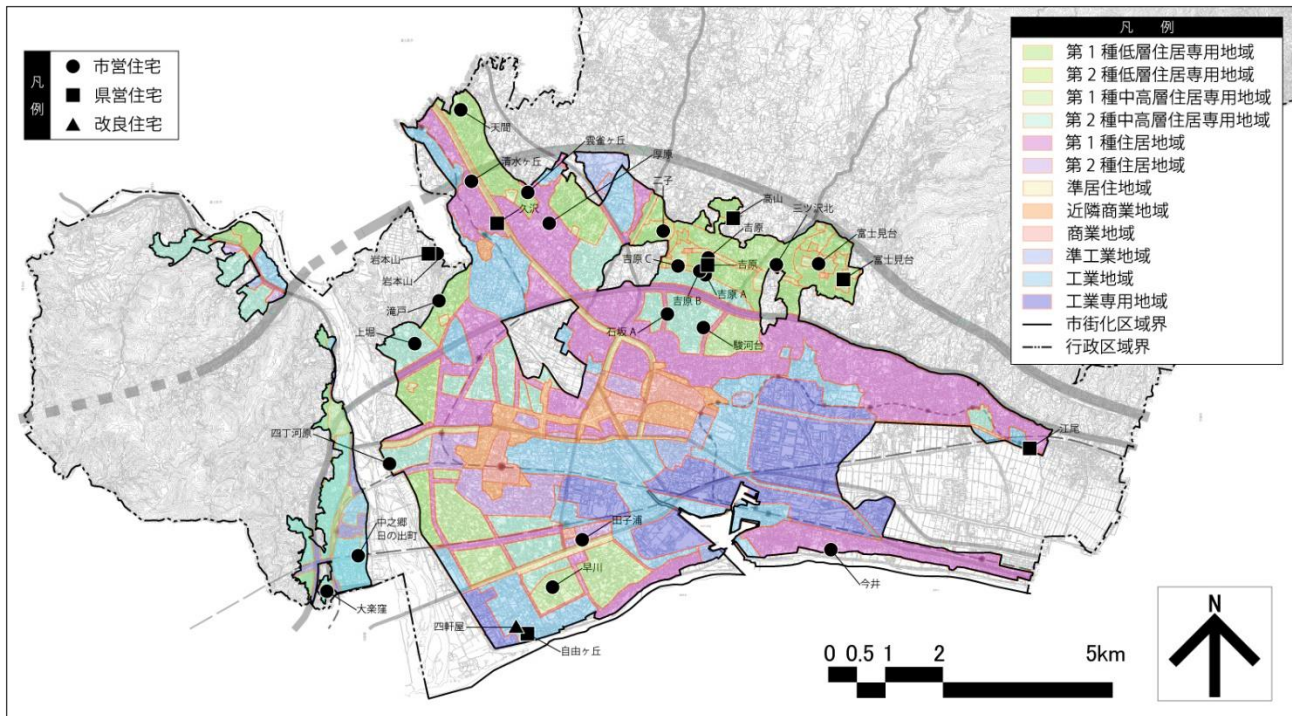 凡例
● 市営住宅
■ 県営住宅
▲ 改良住宅
凡 例
第1種低層住居専用地域
第2種低層住居専用地域
第1種中高層住居専用地域
第2種中高層住居専用地域
第1種住居地域
第2種住居地域
準居住地域
近隣商業地域
商業地域
準工業地域
工業地域
工業専用地域
市街化区域界
行政区域界
天間
雲雀ヶ丘
厚原
清水ヶ丘
二子
高山
三ツ沢北
久沢
吉原
富士見台
岩本山
吉原C
吉原
富士見台
岩本山
吉原B
吉原A
滝戸
石坂A
駿河台
上堀
四丁河原
江尾
田子浦
中之郷
日の出町
早川
今井
大楽窪
四軒屋
自由ヶ丘
N
0 0.5 1 2 5km